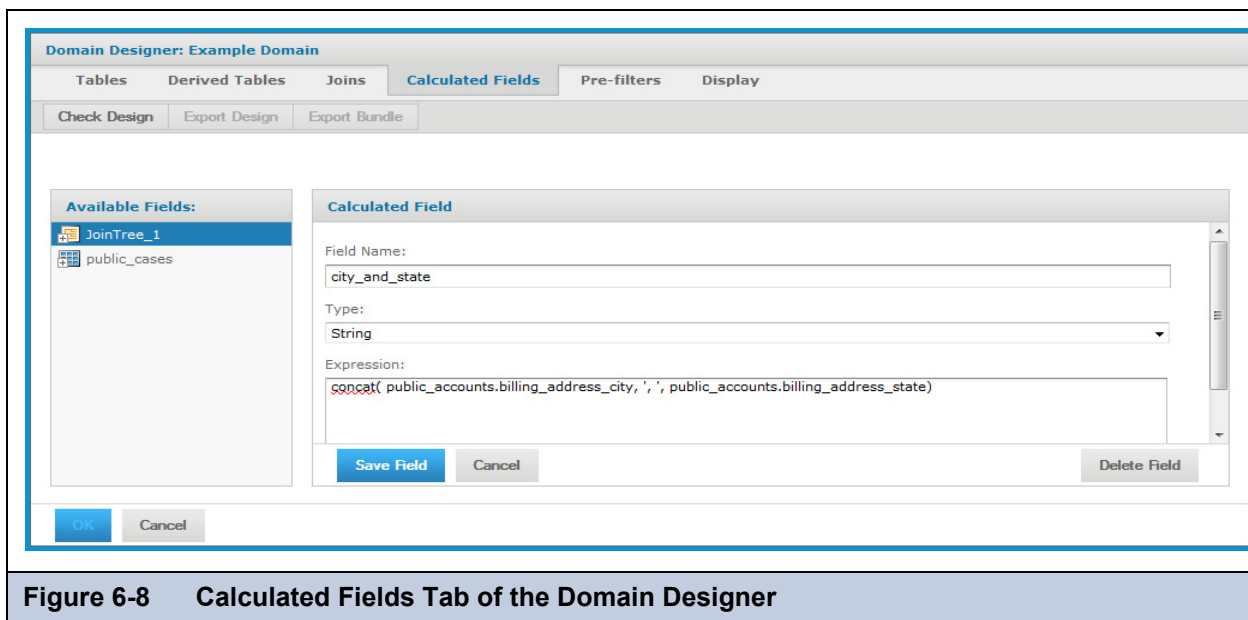 Domain Designer: Example Domain
Tables Derived Tables Joins Calculated Fields Pre-filters Display
Check Design Export Design Export Bundle
Available Fields:
JoinTree_1
public_cases
Calculated Field
Field Name:
city_and_state
Type:
String
Expression:
concat( public_accounts.billing_address_city, ', ', public_accounts.billing_address_state)
Save Field Cancel Delete Field
OK Cancel
Figure 6-8 Calculated Fields Tab of the Domain Designer